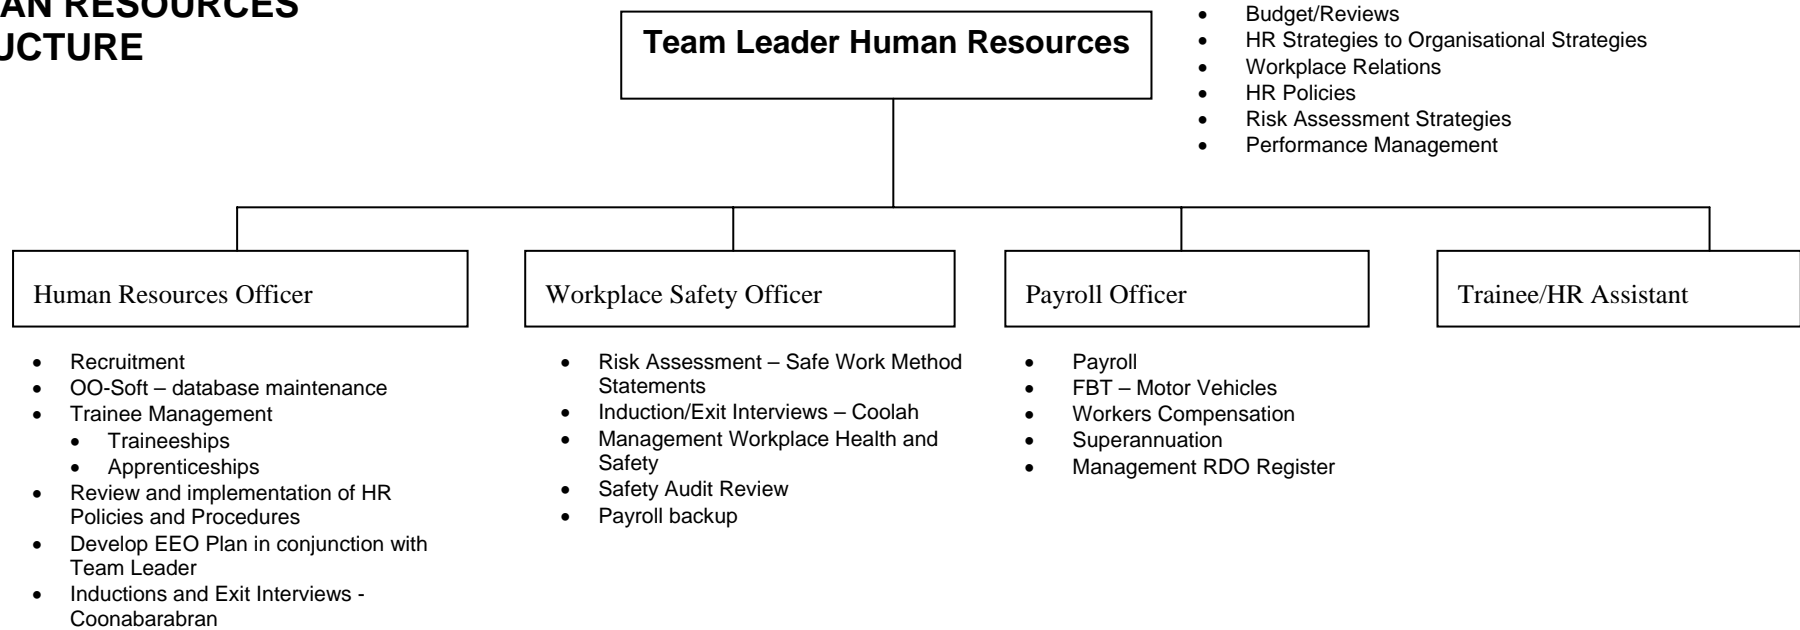 AN RESOURCES
UCTURE
Team Leader Human Resources
• Budget/Reviews
• HR Strategies to Organisational Strategies
• Workplace Relations
• HR Policies
• Risk Assessment Strategies
• Performance Management
Human Resources Officer
• Recruitment
• OO-Soft – database maintenance
• Trainee Management
• Traineeships
• Apprenticeships
• Review and implementation of HR
Policies and Procedures
• Develop EEO Plan in conjunction with
Team Leader
• Inductions and Exit Interviews -
Coonabarabran
Workplace Safety Officer
• Risk Assessment – Safe Work Method
Statements
• Induction/Exit Interviews – Coolah
• Management Workplace Health and
Safety
• Safety Audit Review
• Payroll backup
Payroll Officer
• Payroll
• FBT – Motor Vehicles
• Workers Compensation
• Superannuation
• Management RDO Register
Trainee/HR Assistant